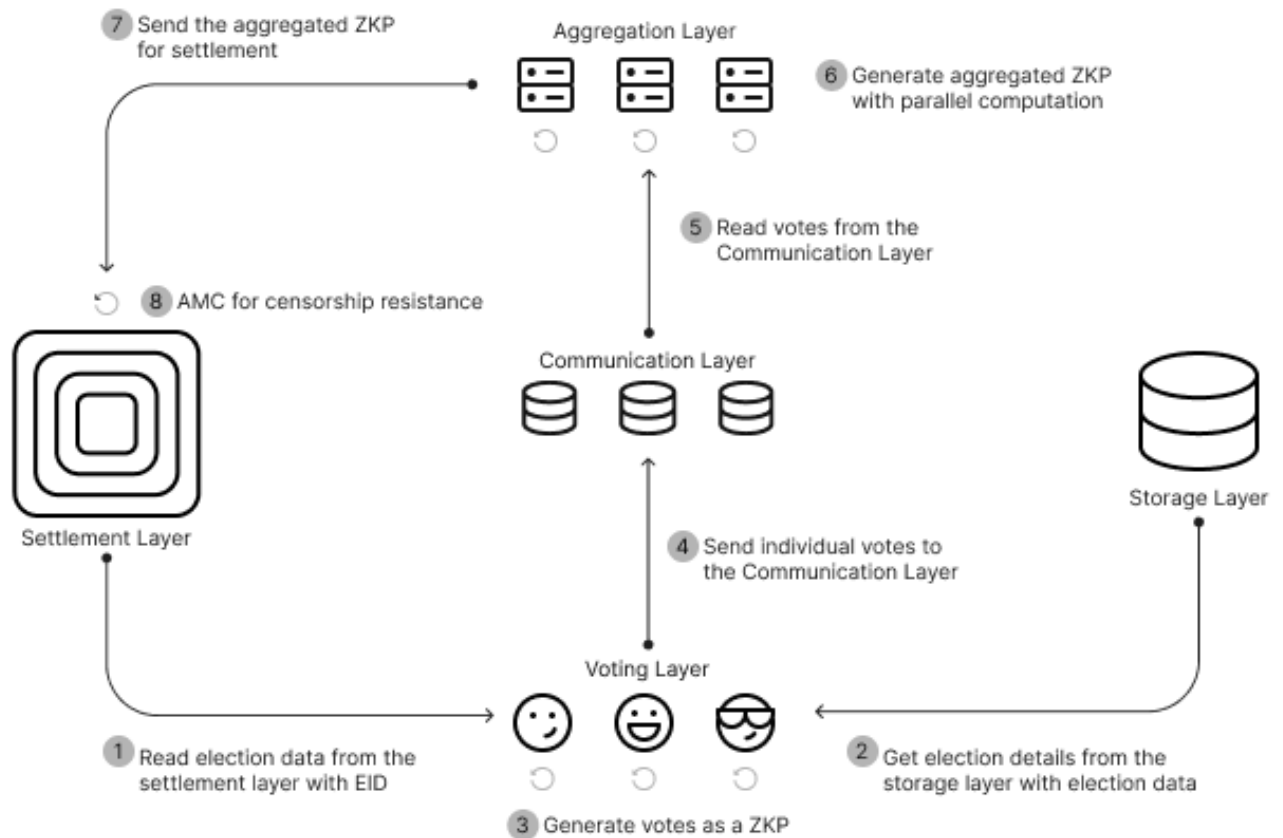 7 Send the aggregated ZKP
for settlement
Aggregation Layer
6 Generate aggregated ZKP
with parallel computation
5 Read votes from the
Communication Layer
8 AMC for censorship resistance
Communication Layer
Settlement Layer
Storage Layer
4 Send individual votes to
the Communication Layer
Voting Layer
1 Read election data from the
settlement layer with EID
2 Get election details from the
storage layer with election data
3 Generate votes as a ZKP